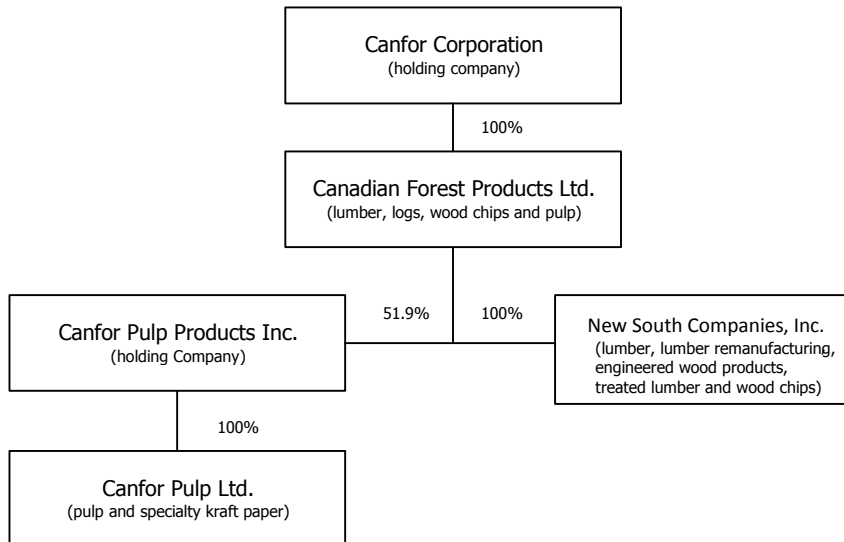 Canfor Corporation
(holding company)
100%
Canadian Forest Products Ltd.
(lumber, logs, wood chips and pulp)
51.9%
100%
Canfor Pulp Products Inc.
(holding Company)
New South Companies, Inc.
(lumber, lumber remanufacturing,
engineered wood products,
treated lumber and wood chips)
100%
Canfor Pulp Ltd.
(pulp and specialty kraft paper)